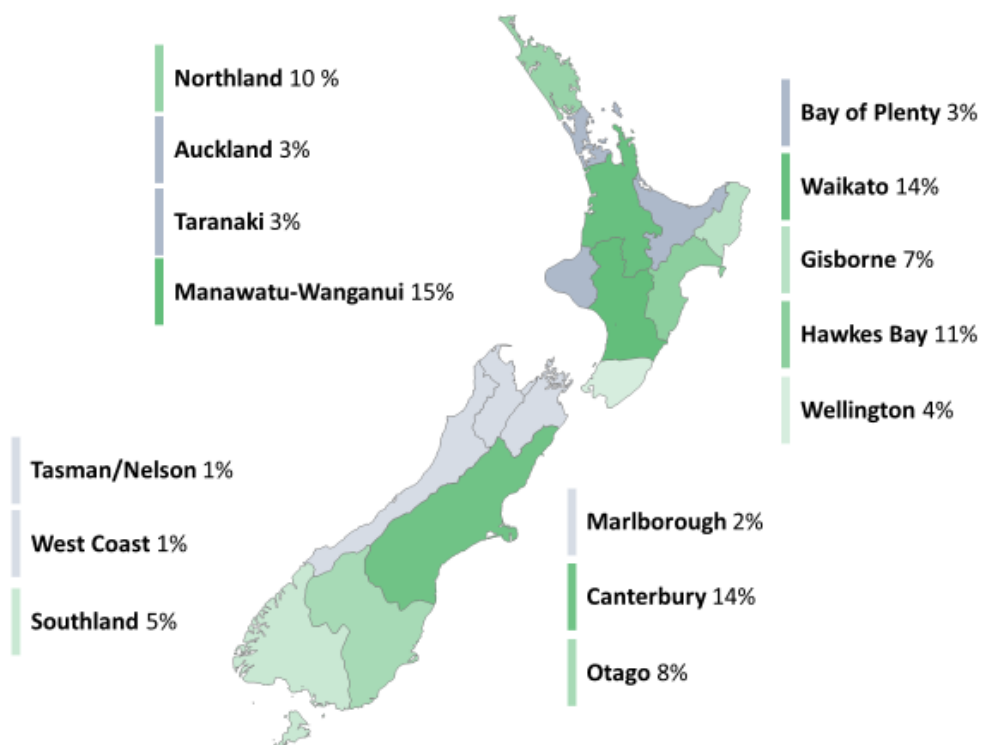 Northland 10 %
Auckland 3%
Taranaki 3%
Manawatu-Wanganui 15%
Bay of Plenty 3%
Waikato 14%
Gisborne 7%
Hawkes Bay 11%
Wellington 4%
Tasman/Nelson 1%
West Coast 1%
Southland 5%
Marlborough 2%
Canterbury 14%
Otago 8%